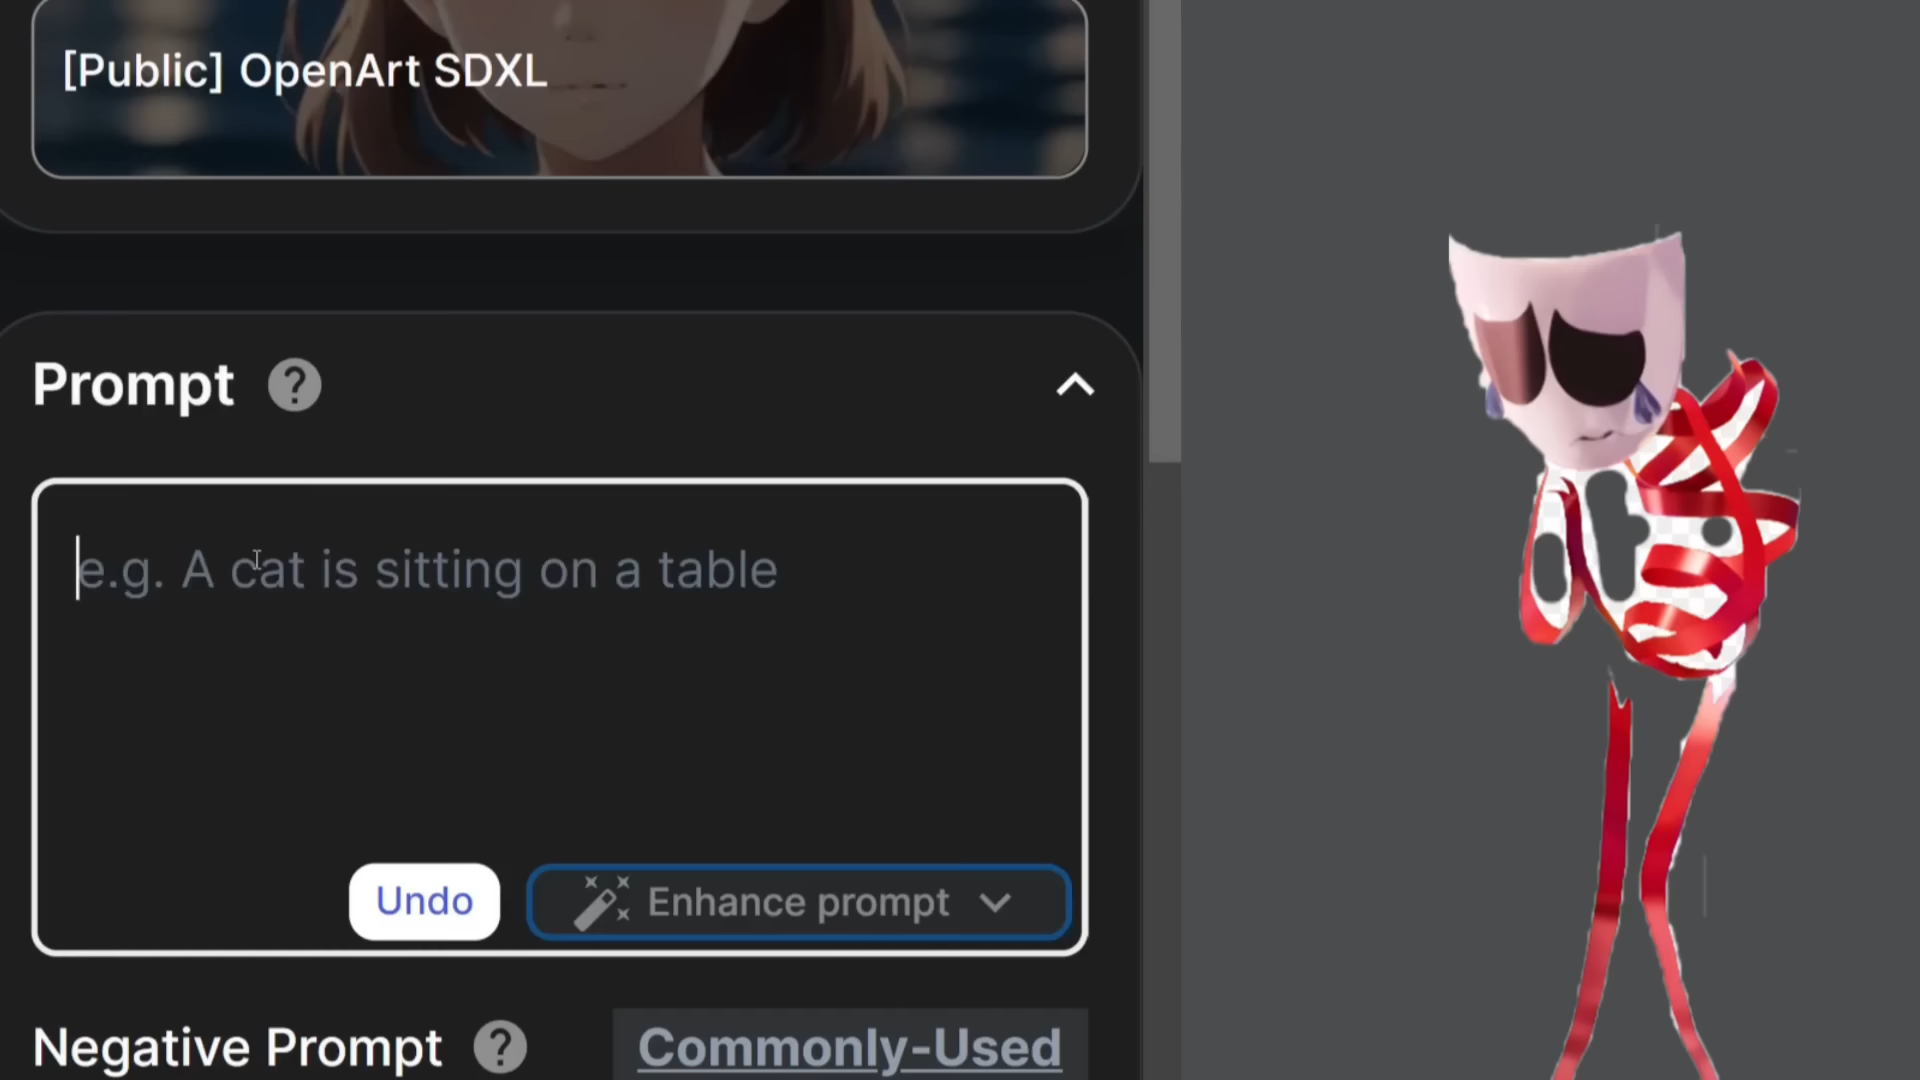 [Public] OpenArt SDXL
Prompt ?
e.g. A cat is sitting on a table
Undo Enhance prompt
Negative Prompt ? Commonly-Used